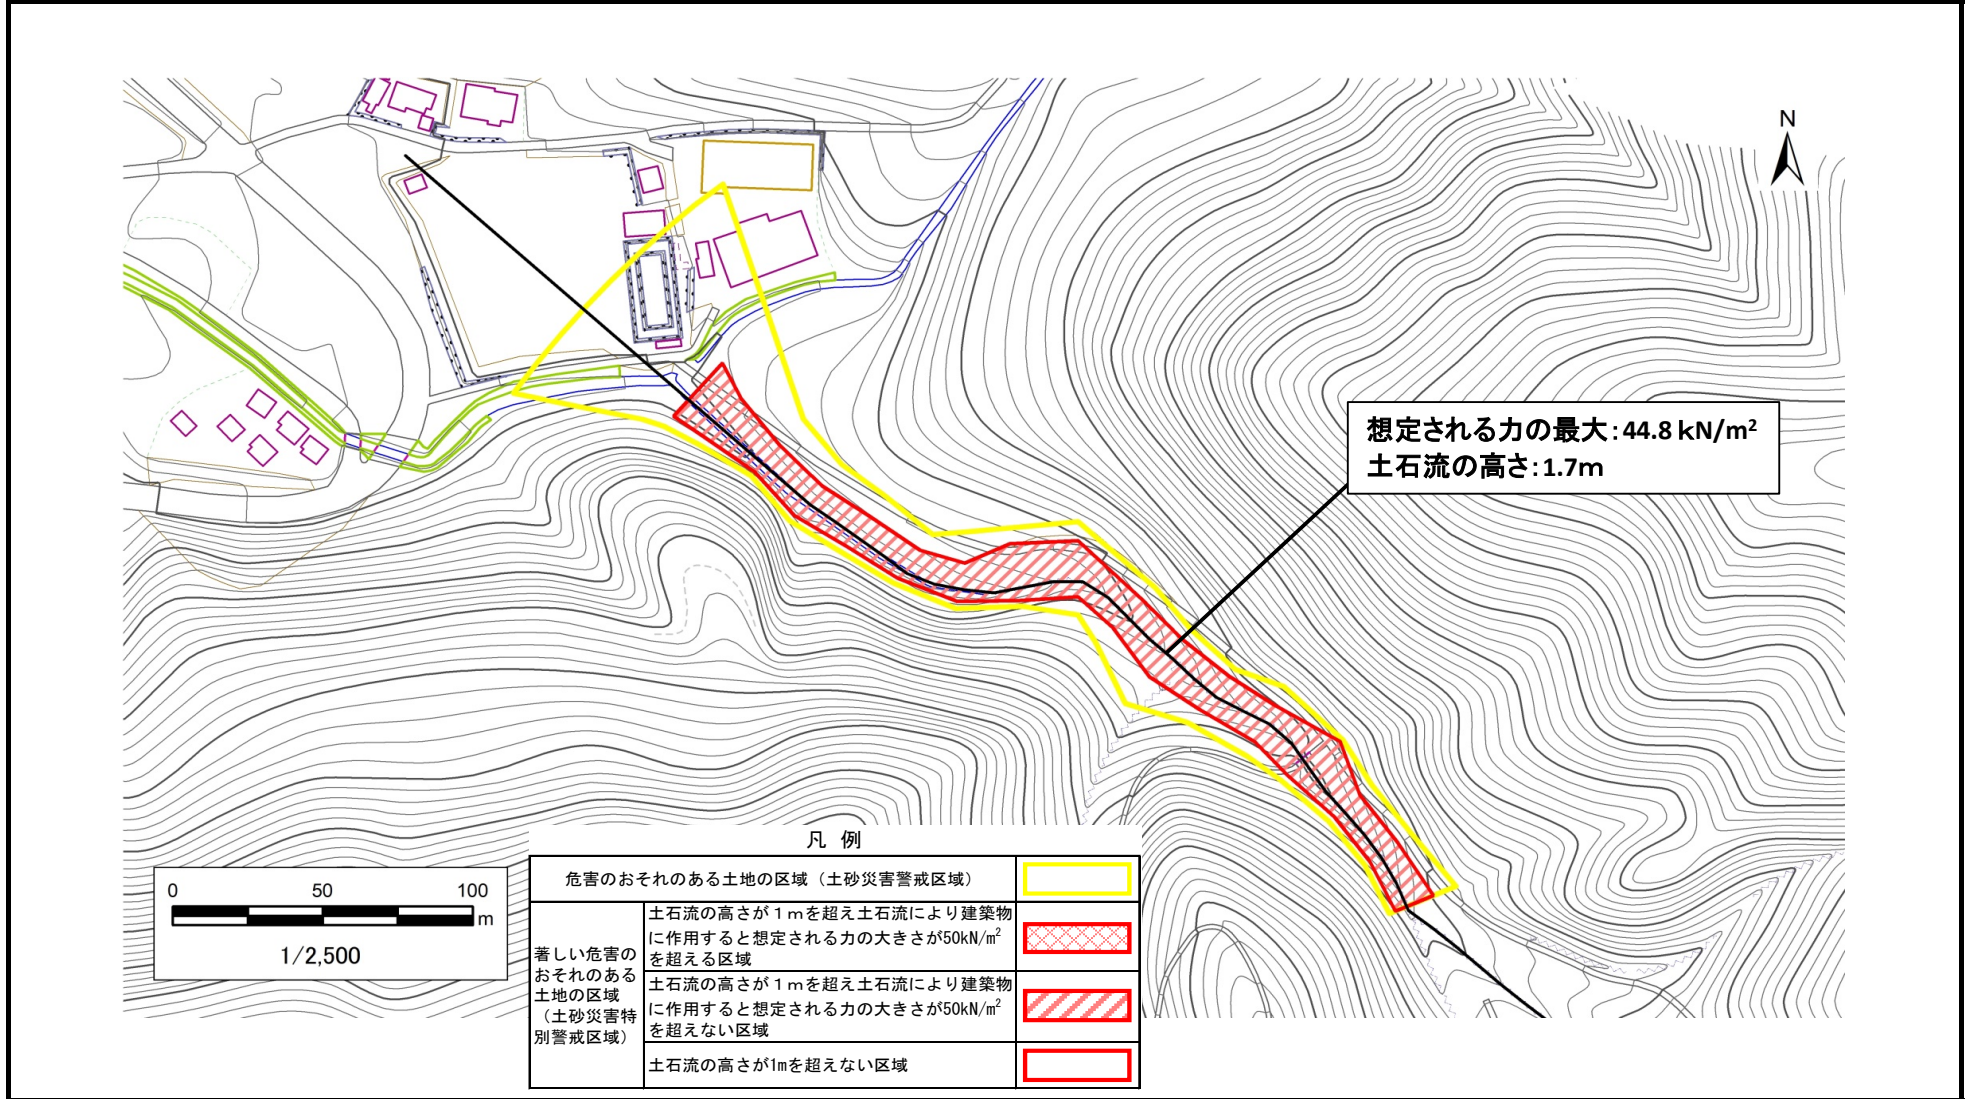 N
想定される力の最大：44.8 kN/m²
土石流の高さ：1.7m
0 50 100
m
1/2,500
凡 例
危害のおそれのある土地の区域（土砂災害警戒区域）
著しい危害の
おそれのある
土地の区域
（土砂災害特
別警戒区域）
土石流の高さが１ｍを超え土石流により建築物
に作用すると想定される力の大きさが50kN/m²
を超える区域
土石流の高さが１ｍを超え土石流により建築物
に作用すると想定される力の大きさが50kN/m²
を超えない区域
土石流の高さが1mを超えない区域